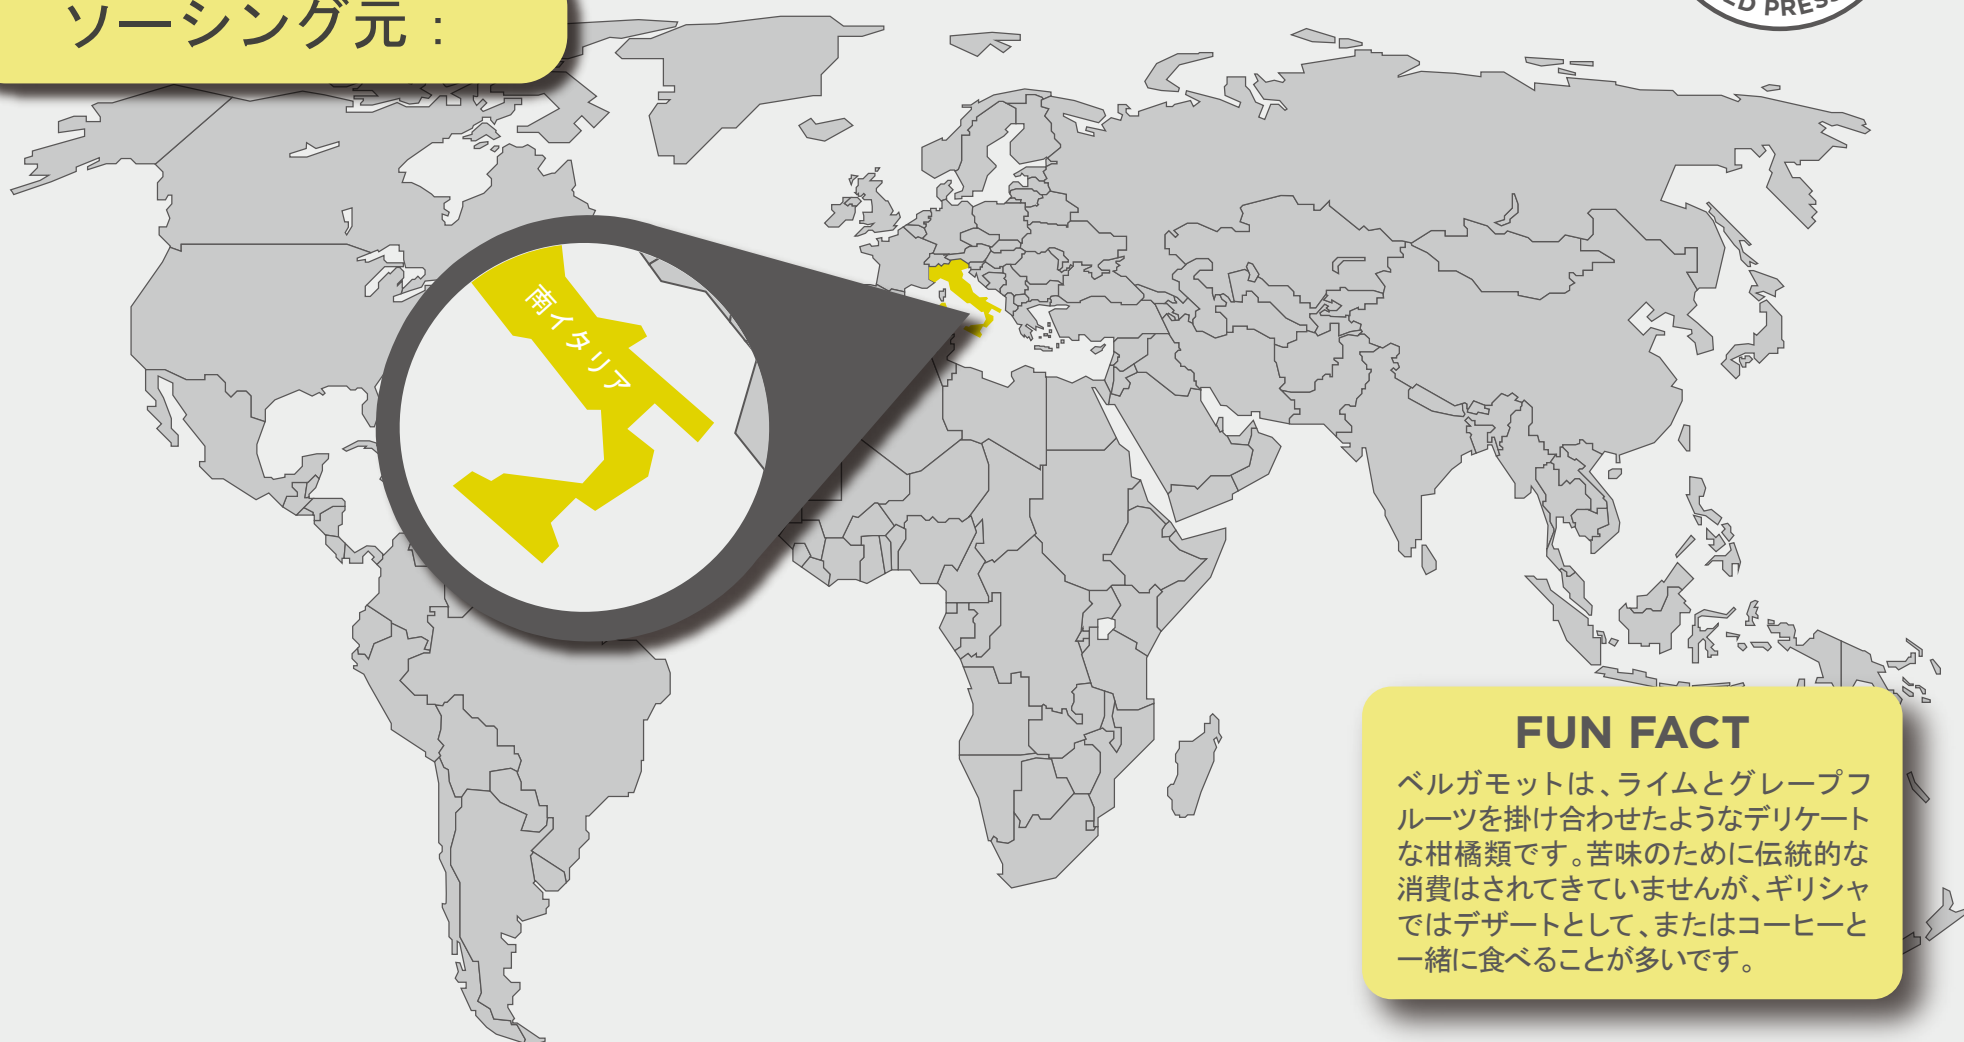 ソーシング元：
PRESS
南イタリア
FUN FACT
ベルガモットは、ライムとグレープフ
ルーツを掛け合わせたようなデリケート
な柑橘類です。苦味のために伝統的な
消費はされてきていませんが、ギリシャ
ではデザートとして、またはコーヒーと
一緒に食べることが多いです。